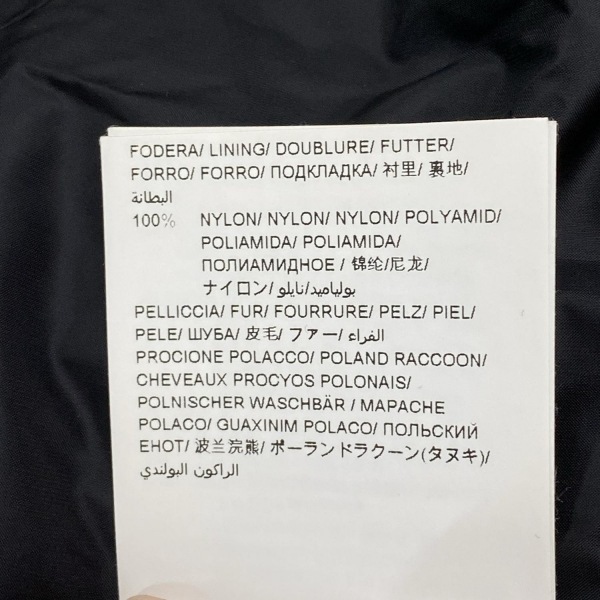 FODERA/ LINING/ DOUBLURE/ FUTTER/
FORRO/ FORRO/ ПОДКЛАДКА/ 衬里/ 裏地/
البطانة
100% NYLON/ NYLON/ NYLON/ POLYAMID/
POLIAMIDA/ POLIAMIDA/
ПОЛИАМИДНОЕ / 锦纶/尼龙/
ナイロン/ بولياميد/نايلو/
PELLICCIA/ FUR/ FOURRURE/ PELZ/ PIEL/
PELE/ ШУБА/ 皮毛/ ファー/ الفراء/
PROCIONE POLACCO/ POLAND RACCOON/
CHEVEAUX PROCYOS POLONAIS/
POLNISCHER WASCHBÄR / MAPACHE
POLACO/ GUAXINIM POLACO/ ПОЛЬСКИЙ
ЕНОТ/ 波兰浣熊/ ポーランドラクーン(タヌキ)/
الراكون البولندي/